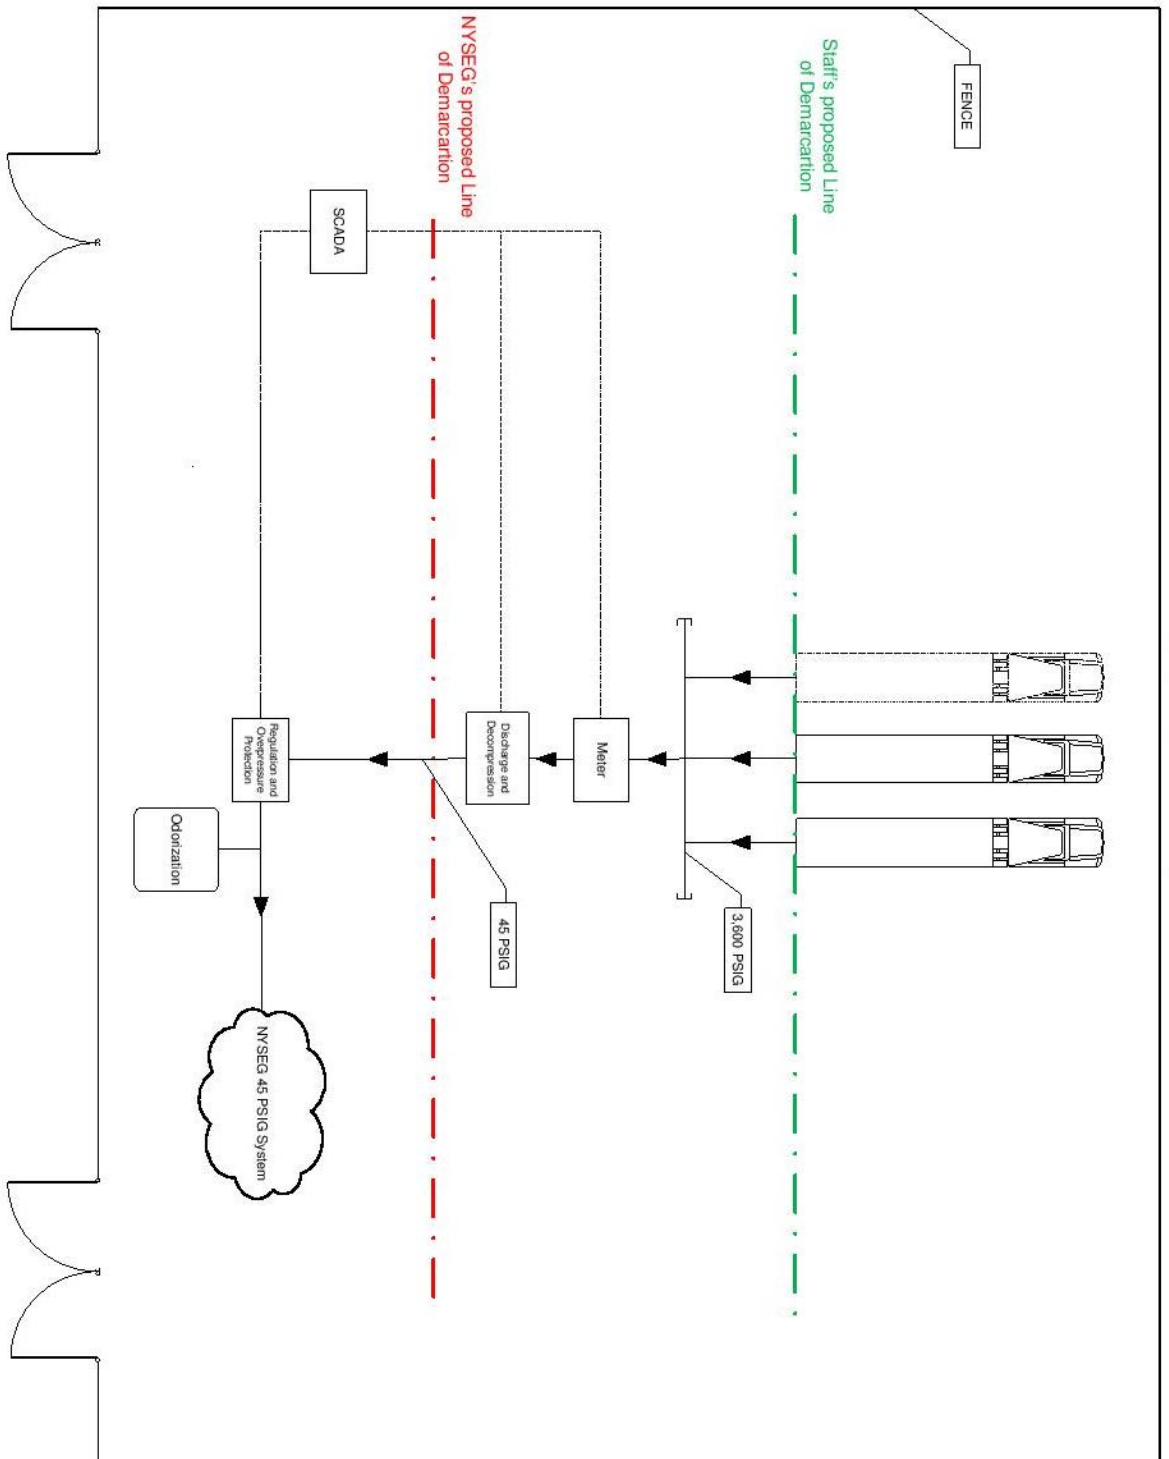 FENCE
Staff's proposed Line
of Demarcartion
3,600 PSIG
Meter
NYSEG's proposed Line
of Demarcartion
Discharge and
Decompression
45 PSIG
SCADA
Regulation and
Overpressure
Protection
Odorization
NYSEG 45 PSIG System